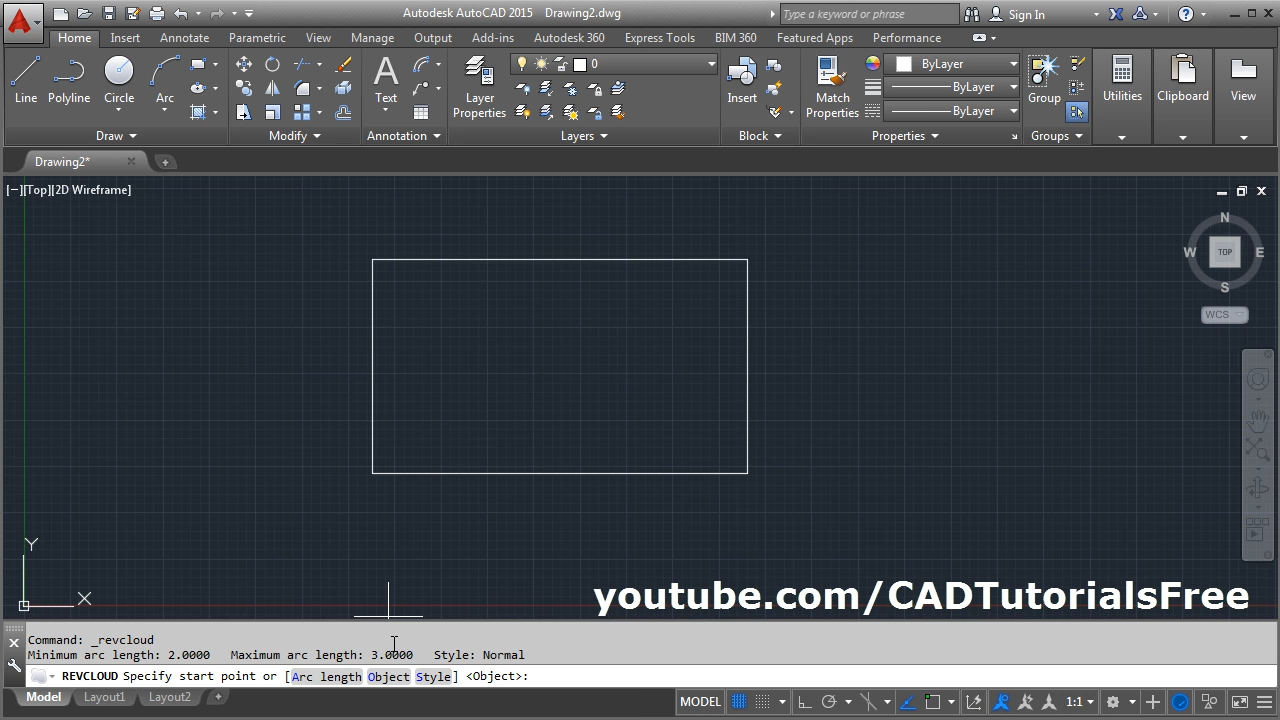 Autodesk AutoCAD 2015 Drawing2.dwg
Type a keyword or phrase
Sign In
Home Insert Annotate Parametric View Manage Output Add-ins Autodesk 360 Express Tools BIM 360 Featured Apps Performance
Line Polyline Circle Arc
Text
Layer Properties
0
Insert
Match Properties
ByLayer
ByLayer
ByLayer
Group
Utilities Clipboard View
Draw Modify Annotation Layers Block Properties Groups
Drawing2*
[−][Top][2D Wireframe]
N
W TOP E
S
WCS
Y
X
youtube.com/CADTutorialsFree
Command: _revcloud
Minimum arc length: 2.0000 Maximum arc length: 3.0000 Style: Normal
REVCLOUD Specify start point or [Arc length Object Style] <Object>:
Model Layout1 Layout2
MODEL 1:1